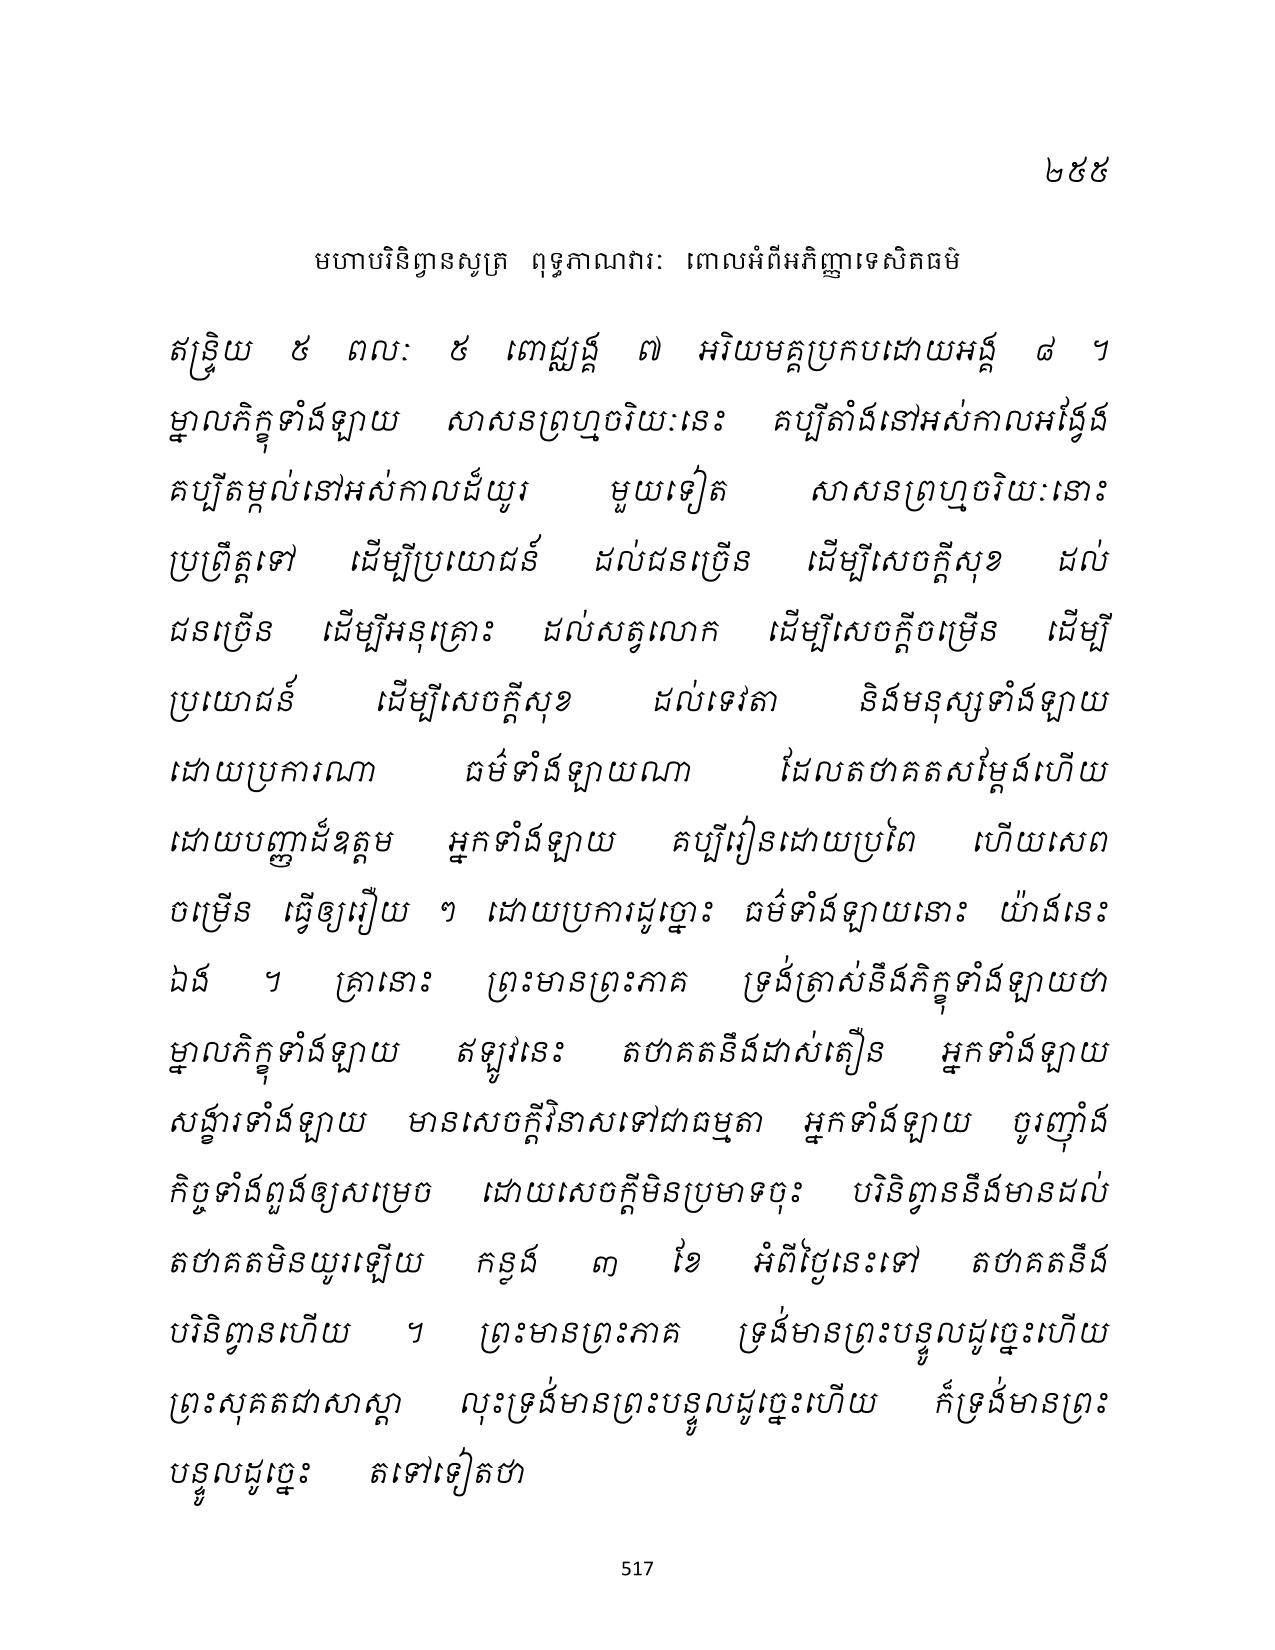 ២៥៥
មហាបរិនិព្វានសូត្រ ពុទ្ធភាណវារៈ ពោលអំពីអភិញ្ញាទេសិតធម៌
ឥន្ទ្រិយ ៥ ពលៈ ៥ ពោជ្ឈង្គ ៧ អរិយមគ្គប្រកបដោយអង្គ ៨ ។
ម្នាលភិក្ខុទាំងឡាយ សាសនព្រហ្មចរិយៈនេះ គប្បីតាំងនៅអស់កាលអង្វែង
គប្បីតម្កល់នៅអស់កាលដ៏យូរ មួយទៀត សាសនព្រហ្មចរិយៈនោះ
ប្រព្រឹត្តទៅ ដើម្បីប្រយោជន៍ ដល់ជនច្រើន ដើម្បីសេចក្តីសុខ ដល់
ជនច្រើន ដើម្បីអនុគ្រោះ ដល់សត្វលោក ដើម្បីសេចក្តីចម្រើន ដើម្បី
ប្រយោជន៍ ដើម្បីសេចក្តីសុខ ដល់ទេវតា និងមនុស្សទាំងឡាយ
ដោយប្រការណា ធម៌ទាំងឡាយណា ដែលតថាគតសម្តែងហើយ
ដោយបញ្ញាដ៏ឧត្តម អ្នកទាំងឡាយ គប្បីរៀនដោយប្រពៃ ហើយសេព
ចម្រើន ធ្វើឲ្យរឿយ ៗ ដោយប្រការដូច្នោះ ធម៌ទាំងឡាយនោះ យ៉ាងនេះ
ឯង ។ គ្រានោះ ព្រះមានព្រះភាគ ទ្រង់ត្រាស់នឹងភិក្ខុទាំងឡាយថា
ម្នាលភិក្ខុទាំងឡាយ ឥឡូវនេះ តថាគតនឹងដាស់តឿន អ្នកទាំងឡាយ
សង្ខារទាំងឡាយ មានសេចក្តីវិនាសទៅជាធម្មតា អ្នកទាំងឡាយ ចូរញ៉ាំង
កិច្ចទាំងពួងឲ្យសម្រេច ដោយសេចក្តីមិនប្រមាទចុះ បរិនិព្វាននឹងមានដល់
តថាគតមិនយូរឡើយ កន្លង ៣ ខែ អំពីថ្ងៃនេះទៅ តថាគតនឹង
បរិនិព្វានហើយ ។ ព្រះមានព្រះភាគ ទ្រង់មានព្រះបន្ទូលដូច្នេះហើយ
ព្រះសុគតជាសាស្តា លុះទ្រង់មានព្រះបន្ទូលដូច្នេះហើយ ក៏ទ្រង់មានព្រះ
បន្ទូលដូច្នេះ តទៅទៀតថា
517